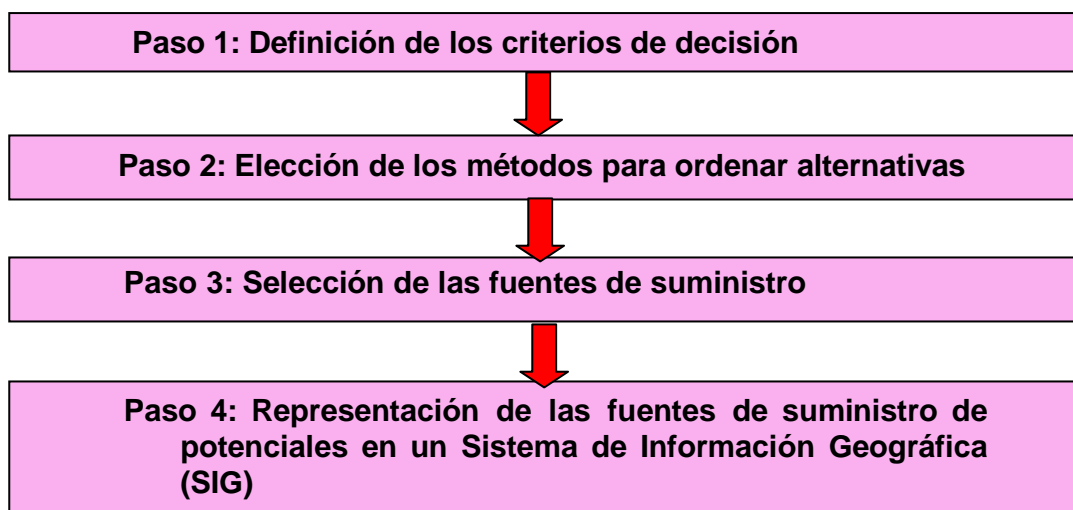 Paso 1: Definición de los criterios de decisión
Paso 2: Elección de los métodos para ordenar alternativas
Paso 3: Selección de las fuentes de suministro
Paso 4: Representación de las fuentes de suministro de
potenciales en un Sistema de Información Geográfica
(SIG)